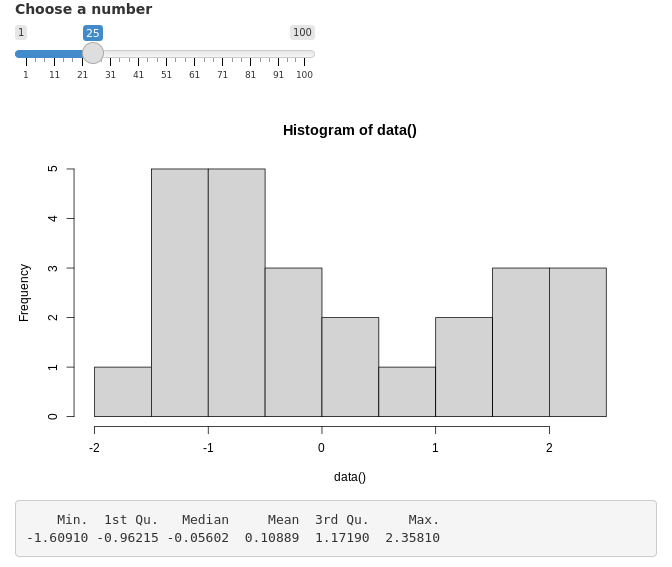 Choose a number
1 25 100
1 11 21 31 41 51 61 71 81 91 100
Histogram of data()
5
4
3
2
1
0
Frequency
-2 -1 0 1 2
data()
Min. 1st Qu. Median Mean 3rd Qu. Max.
-1.60910 -0.96215 -0.05602 0.10889 1.17190 2.35810